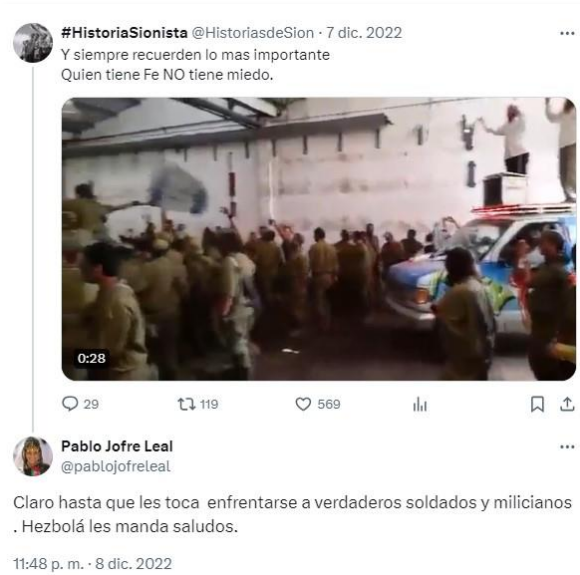 #HistoriaSionista @HistoriasdeSion · 7 dic. 2022
Y siempre recuerden lo mas importante
Quien tiene Fe NO tiene miedo.
0:28
29 119 569
Pablo Jofre Leal
@pablojofreleal
Claro hasta que les toca enfrentarse a verdaderos soldados y milicianos
. Hezbolá les manda saludos.
11:48 p. m. · 8 dic. 2022